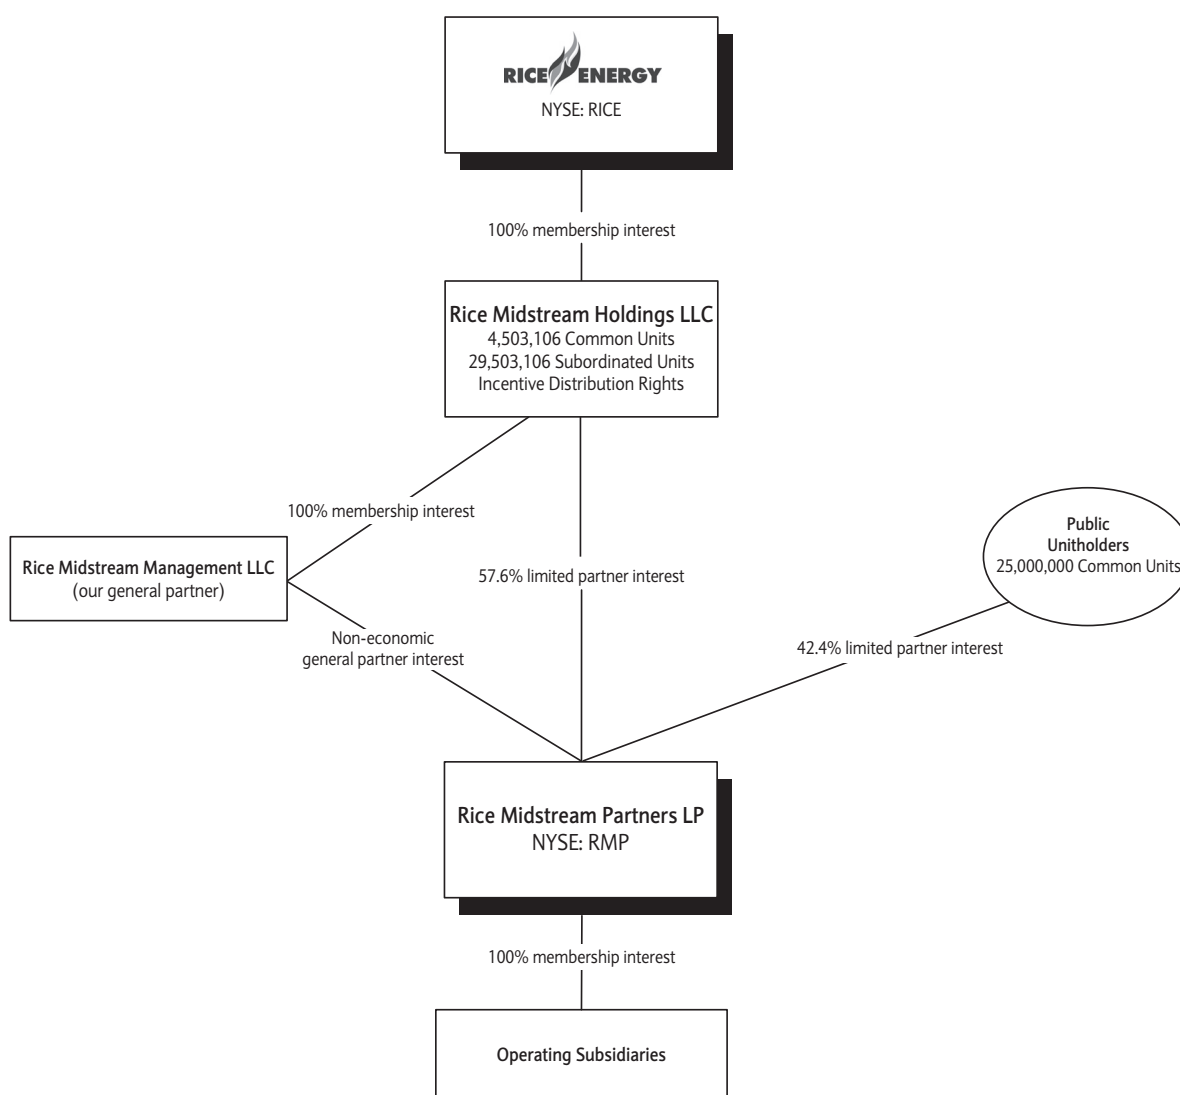 RICE ENERGY
NYSE: RICE
100% membership interest
Rice Midstream Holdings LLC
4,503,106 Common Units
29,503,106 Subordinated Units
Incentive Distribution Rights
100% membership interest
Public
Unitholders
25,000,000 Common Units
Rice Midstream Management LLC
(our general partner)
57.6% limited partner interest
Non-economic
general partner interest
42.4% limited partner interest
Rice Midstream Partners LP
NYSE: RMP
100% membership interest
Operating Subsidiaries